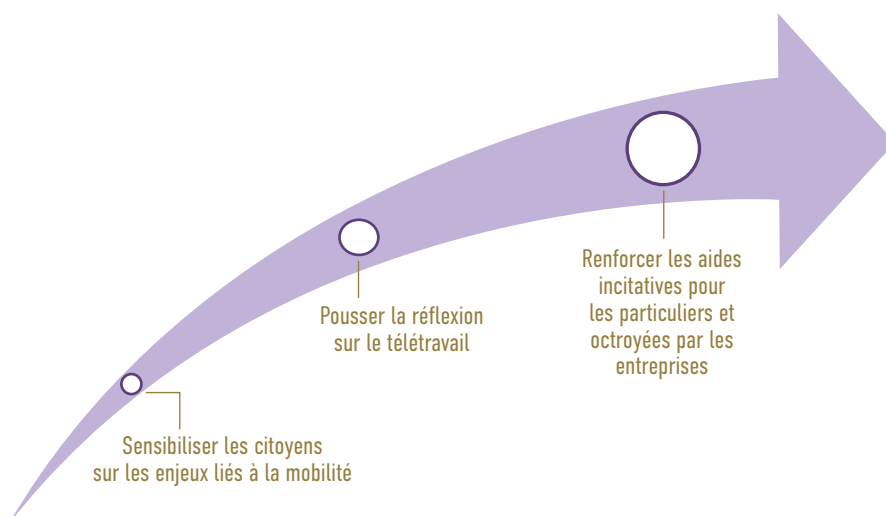 Sensibiliser les citoyens
sur les enjeux liés à la mobilité
Pousser la réflexion
sur le télétravail
Renforcer les aides
incitatives pour
les particuliers et
octroyées par les
entreprises